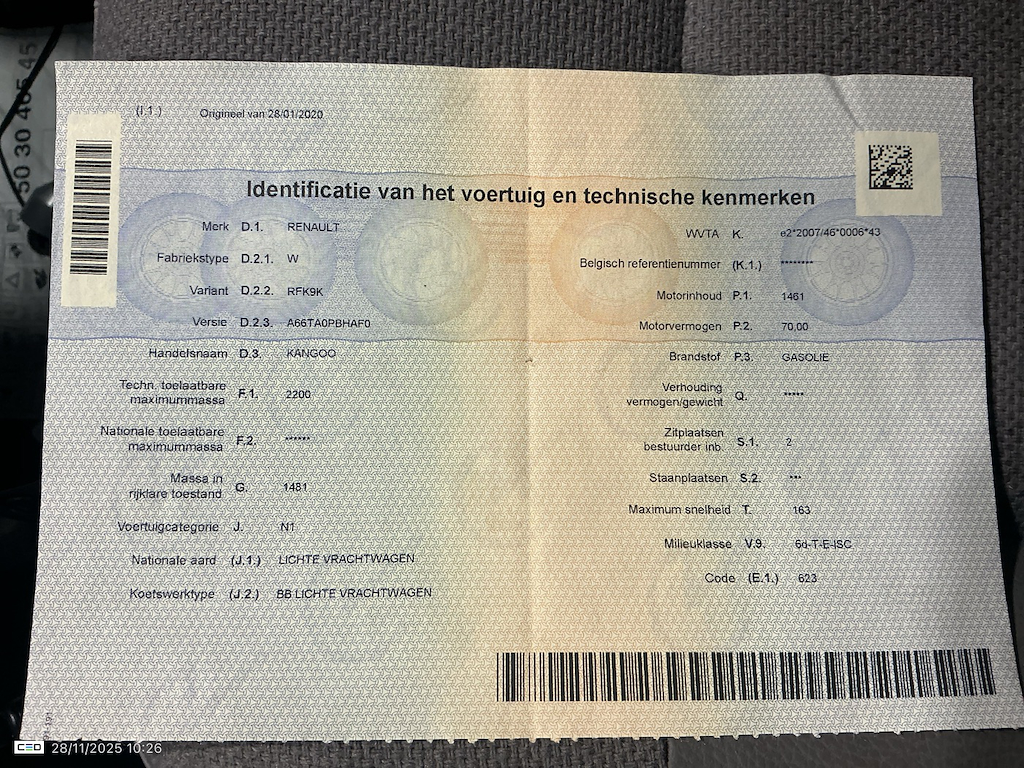 (I.1.) Origineel van 28/01/2020
Identificatie van het voertuig en technische kenmerken
Merk D.1. RENAULT
Fabriekstype D.2.1. W
Variant D.2.2. RFK9K
Versie D.2.3. A66TA0PBHAF0
Handelsnaam D.3. KANGOO
Techn. toelaatbare
maximummassa F.1. 2200
Nationale toelaatbare
maximummassa F.2. ******
Massa in
rijklare toestand G. 1481
Voertuigcategorie J. N1
Nationale aard (J.1.) LICHTE VRACHTWAGEN
Koetswerktype (J.2.) BB LICHTE VRACHTWAGEN
WVTA K. e2*2007/46*0006*43
Belgisch referentienummer (K.1.) ********
Motorinhoud P.1. 1461
Motorvermogen P.2. 70,00
Brandstof P.3. GASOLIE
Verhouding
vermogen/gewicht Q. *****
Zitplaatsen
bestuurder inb. S.1. 2
Staanplaatsen S.2. ***
Maximum snelheid T. 163
Milieuklasse V.9. 6d-T-E-ISC
Code (E.1.) 623
CEO 28/11/2025 10:26